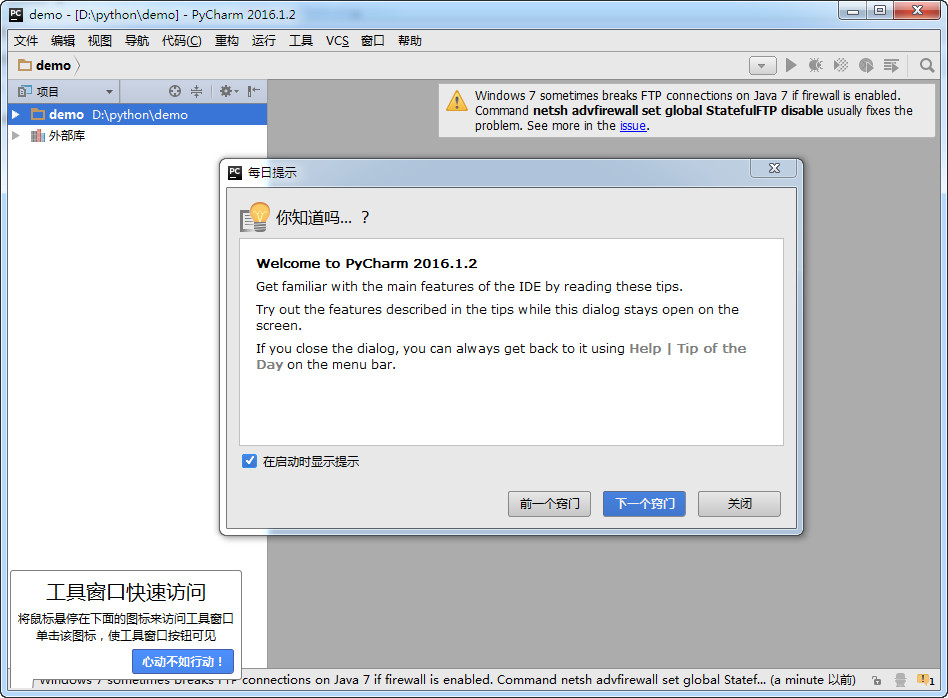 demo - [D:\python\demo] - PyCharm 2016.1.2
文件 编辑 视图 导航 代码(C) 重构 运行 工具 VCS 窗口 帮助
demo
项目
demo D:\python\demo
外部库
Windows 7 sometimes breaks FTP connections on Java 7 if firewall is enabled.
Command netsh advfirewall set global StatefulFTP disable usually fixes the
problem. See more in the issue.
每日提示
你知道吗... ？
Welcome to PyCharm 2016.1.2
Get familiar with the main features of the IDE by reading these tips.
Try out the features described in the tips while this dialog stays open on the
screen.
If you close the dialog, you can always get back to it using Help | Tip of the
Day on the menu bar.
在启动时显示提示
前一个窍门 下一个窍门 关闭
工具窗口快速访问
将鼠标悬停在下面的图标来访问工具窗口
单击该图标，使工具窗口按钮可见
心动不如行动！
Windows 7 sometimes breaks FTP connections on Java 7 if firewall is enabled. Command netsh advfirewall set global Statef... (a minute 以前) 1